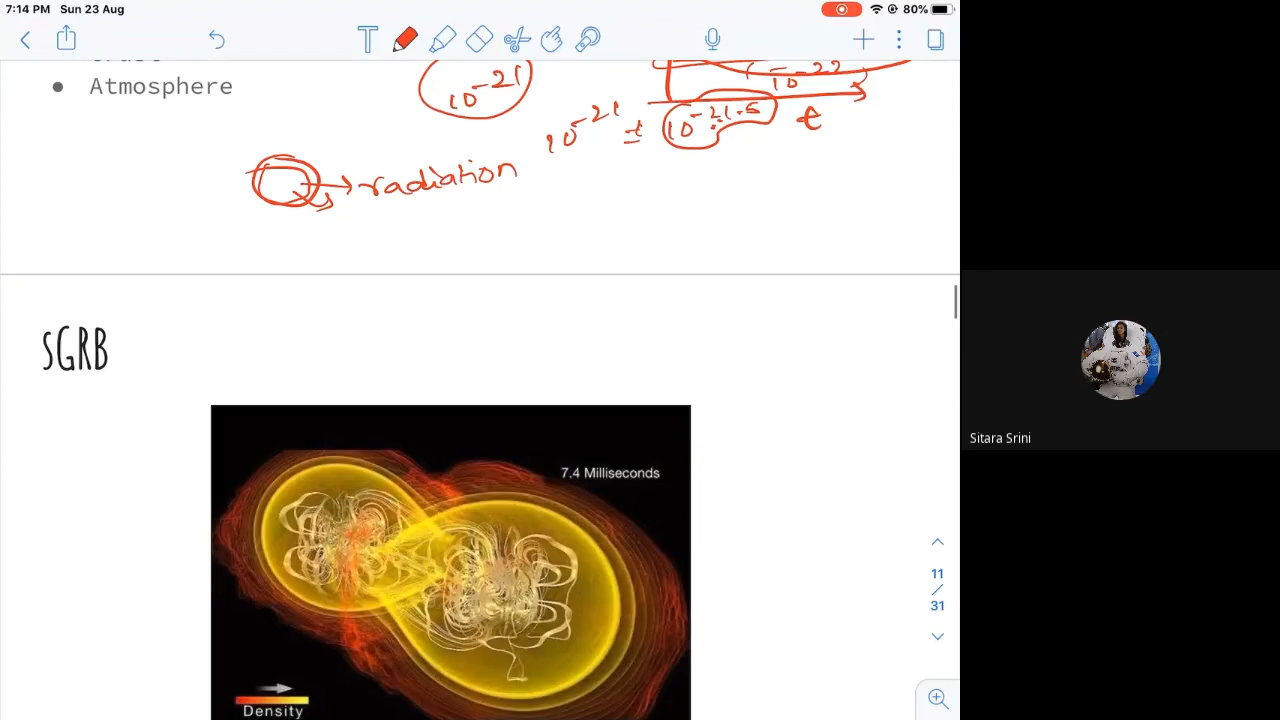 7:14 PM Sun 23 Aug
80%
T
• Atmosphere
10^-21
10^-22
10^-21 ± 10^-21.5
t
→ radiation
sGRB
7.4 Milliseconds
Density
11
/
31
Sitara Srini